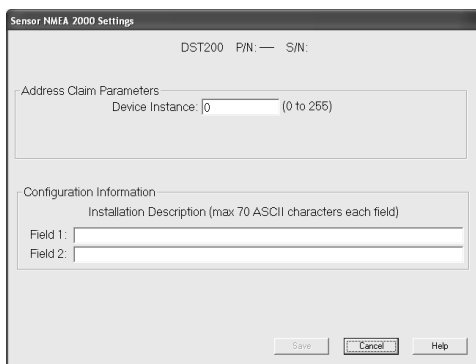 Sensor NMEA 2000 Settings
DST200 P/N: — S/N:
Address Claim Parameters
Device Instance: 0 (0 to 255)
Configuration Information
Installation Description (max 70 ASCII characters each field)
Field 1:
Field 2:
Save Cancel Help